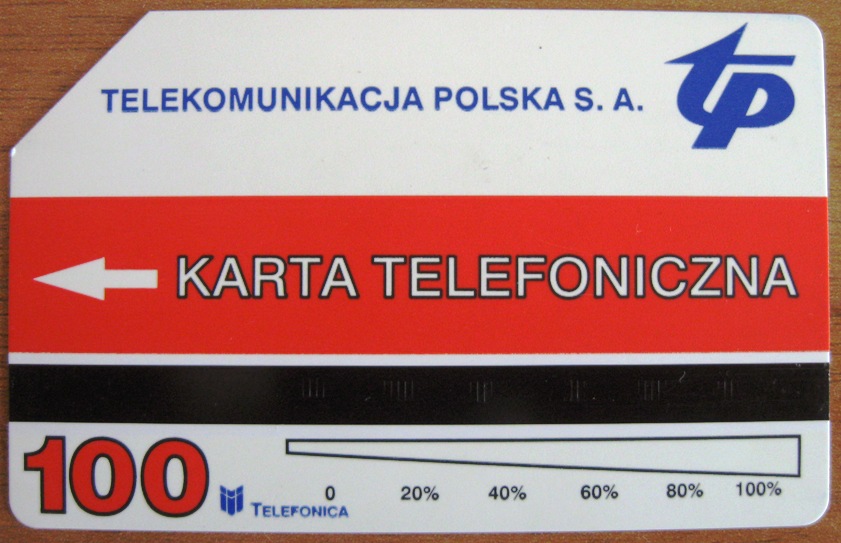 TELEKOMUNIKACJA POLSKA S. A.
tp
KARTA TELEFONICZNA
100
TELEFONICA
0 20% 40% 60% 80% 100%